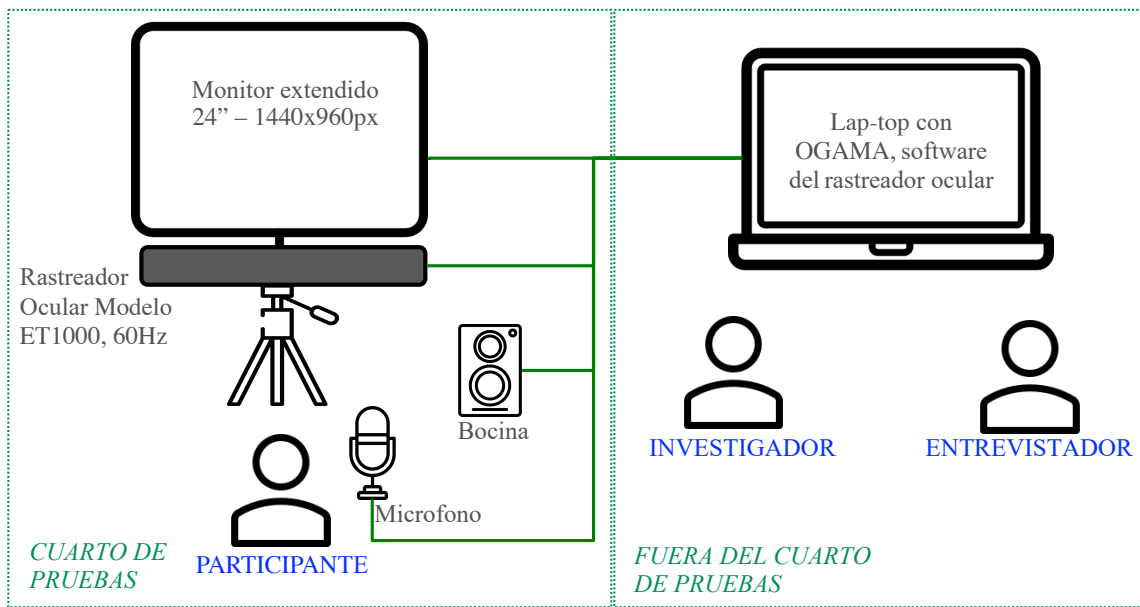 Monitor extendido
24” – 1440x960px
Lap-top con
OGAMA, software
del rastreador ocular
Rastreador
Ocular Modelo
ET1000, 60Hz
Bocina
Microfono
INVESTIGADOR
ENTREVISTADOR
CUARTO DE
PRUEBAS
PARTICIPANTE
FUERA DEL CUARTO
DE PRUEBAS